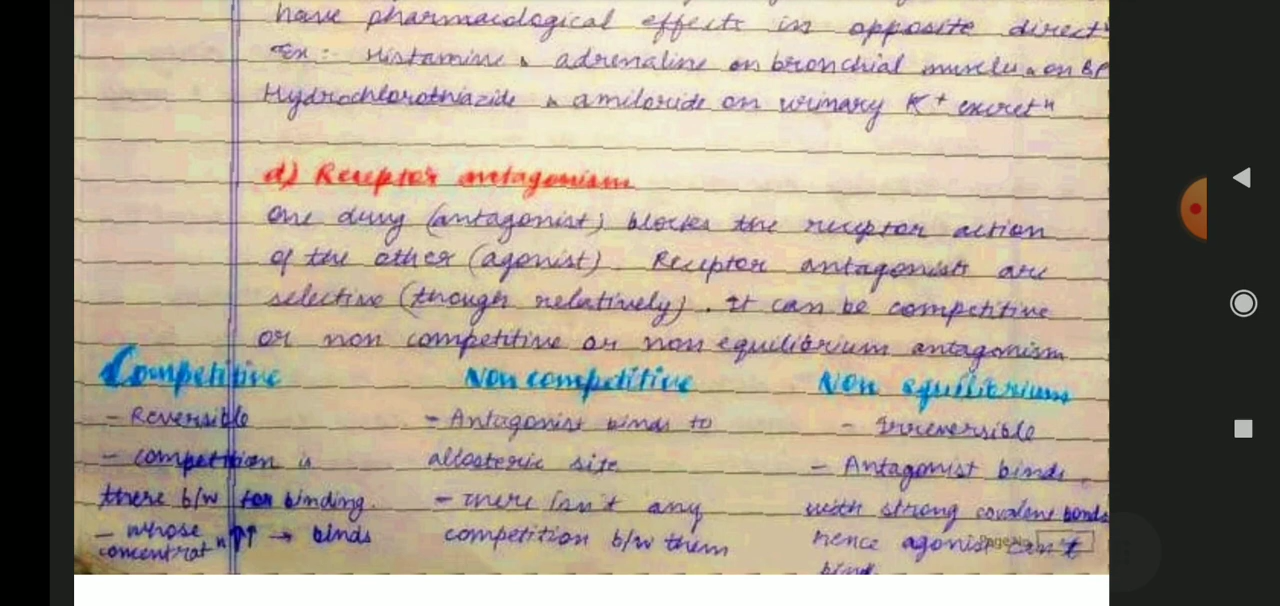 have pharmacological effects in opposite directⁿ
Ex :- Histamine & adrenaline on bronchial muscles & on BP
Hydrochlorothiazide & amiloride on urinary K⁺ excretⁿ
d) Receptor antagonism
One drug (antagonist) blocks the receptor action
of the other (agonist). Receptor antagonists are
selective (though relatively). It can be competitive
or non competitive or non equilibrium antagonism
Competitive
- Reversible
- competition is
there b/w for binding.
- whose
concentratⁿ ↑↑ → binds
Non competitive
- Antagonist binds to
allosteric site
- There isn't any
competition b/w them
Non equilibrium
- Irreversible
- Antagonist binds
with strong covalent bonds
hence agonist can't
bind.
Page No.